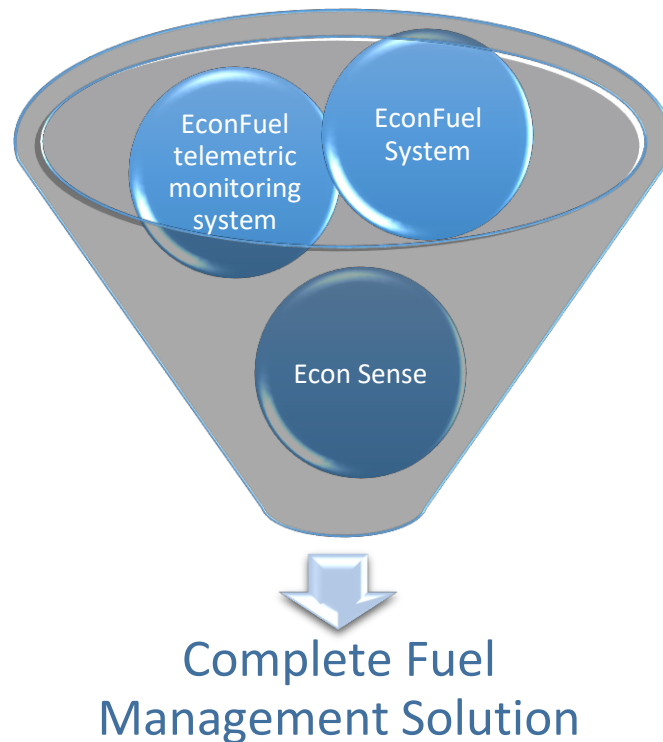 EconFuel
telemetric
monitoring
system
EconFuel
System
Econ Sense
Complete Fuel
Management Solution